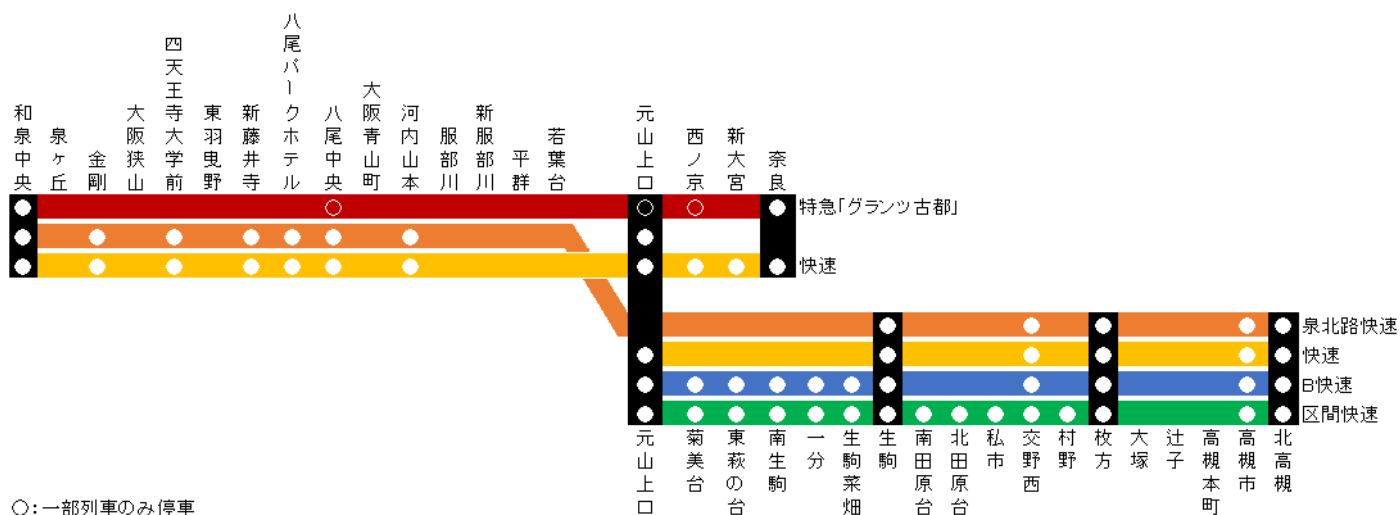 和泉中央
泉ヶ丘
金剛
大阪狭山
四天王寺大学前
東羽曳野
新藤井寺
八尾パークホテル
八尾中央
大阪青山町
河内山本
服部川
新服部川
平群
若葉台
元山上口
西ノ京
新大宮
奈良
特急「グランツ古都」
快速
泉北路快速
快速
B快速
区間快速
元山上口
菊美台
東萩の台
南生駒
一分
生駒菜畑
生駒
南田原台
北田原台
私市
交野西
村野
枚方
大塚
辻子
高槻本町
高槻市
北高槻
○:一部列車のみ停車